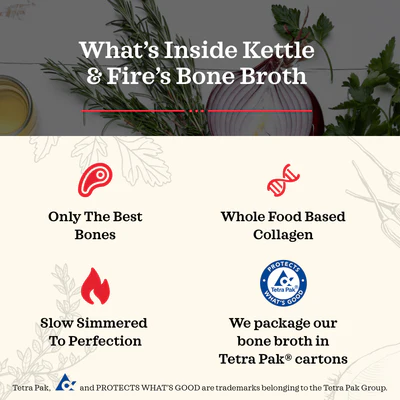 What's Inside Kettle
& Fire's Bone Broth
Only The Best
Bones
Whole Food Based
Collagen
Slow Simmered
To Perfection
PROTECTS
Tetra Pak®
WHAT'S GOOD
We package our
bone broth in
Tetra Pak® cartons
Tetra Pak, and PROTECTS WHAT'S GOOD are trademarks belonging to the Tetra Pak Group.